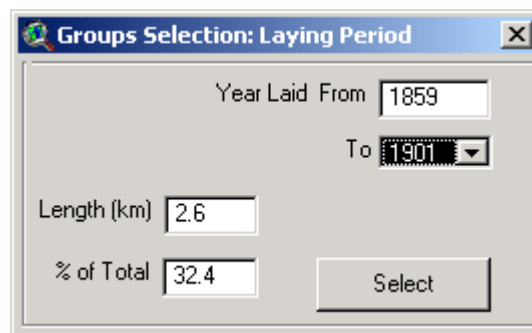 Groups Selection: Laying Period
Year Laid From 1859
To 1901
Length (km) 2.6
% of Total 32.4
Select